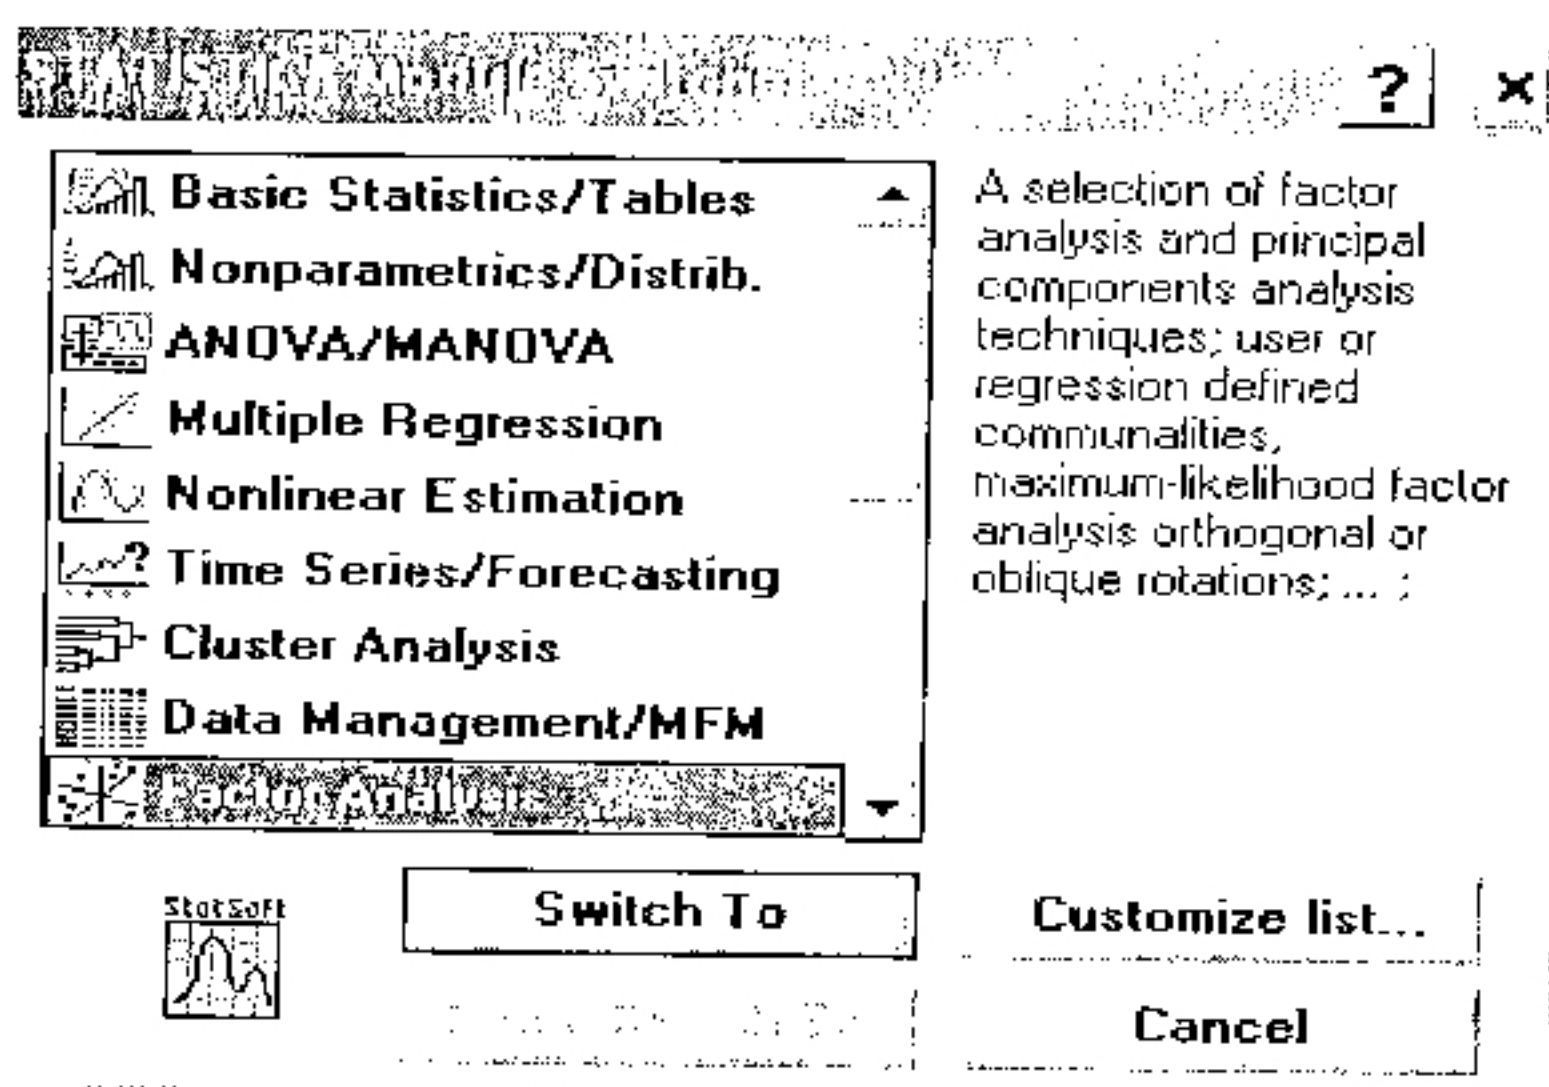 ?
Basic Statistics/Tables
Nonparametrics/Distrib.
ANOVA/MANOVA
Multiple Regression
Nonlinear Estimation
Time Series/Forecasting
Cluster Analysis
Data Management/MFM
Factor Analysis
A selection of factor
analysis and principal
components analysis
techniques; user or
regression defined
communalities,
maximum-likelihood factor
analysis orthogonal or
oblique rotations; ... ;
StatSoft
Switch To
Customize list...
Cancel